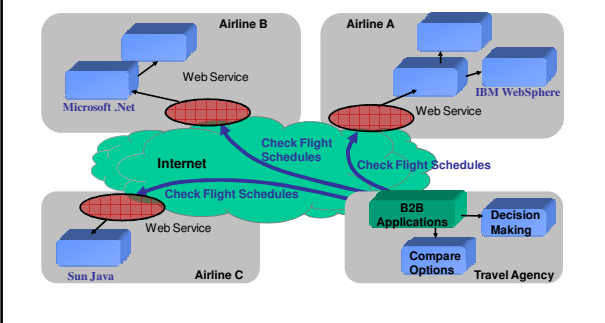 Airline B
Airline A
Web Service
Microsoft .Net
IBM WebSphere
Web Service
Check Flight
Schedules
Internet
Check Flight Schedules
Check Flight Schedules
B2B
Applications
Decision
Making
Web Service
Compare
Options
Sun Java
Airline C
Travel Agency